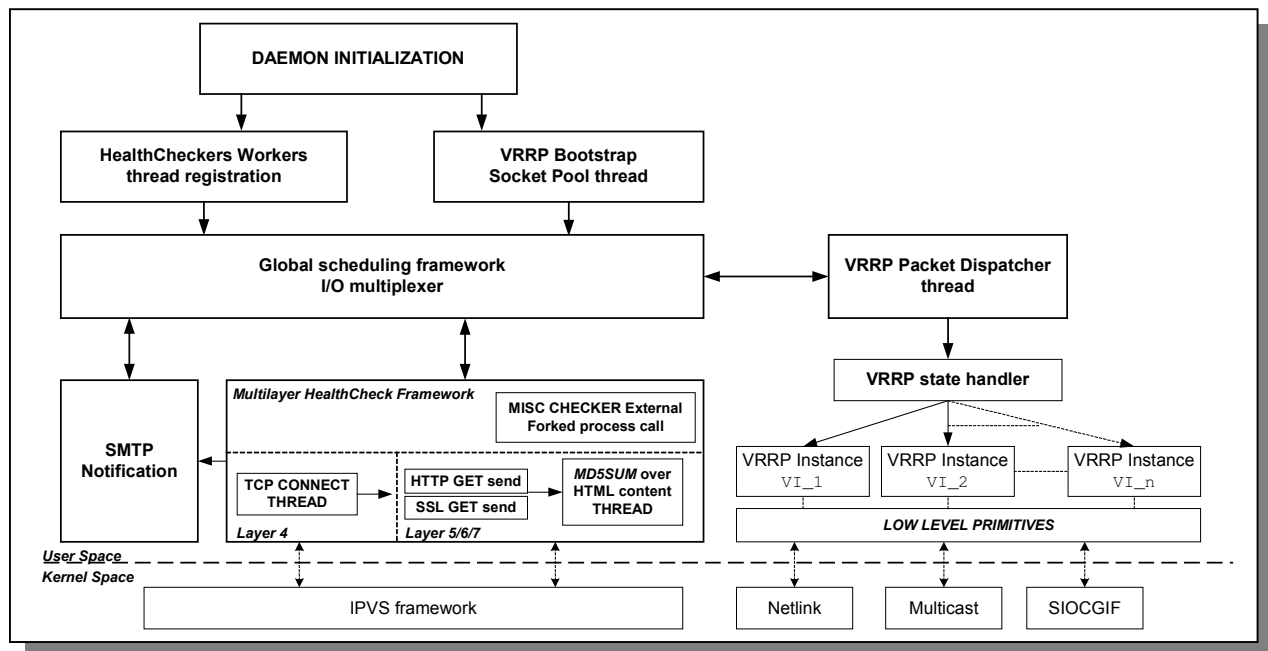 DAEMON INITIALIZATION
HealthCheckers Workers
thread registration
VRRP Bootstrap
Socket Pool thread
Global scheduling framework
I/O multiplexer
VRRP Packet Dispatcher
thread
SMTP
Notification
Multilayer HealthCheck Framework
MISC CHECKER External
Forked process call
TCP CONNECT
THREAD
Layer 4
HTTP GET send
SSL GET send
MD5SUM over
HTML content
THREAD
Layer 5/6/7
VRRP state handler
VRRP Instance
VI_1
VRRP Instance
VI_2
VRRP Instance
VI_n
LOW LEVEL PRIMITIVES
User Space
Kernel Space
IPVS framework
Netlink
Multicast
SIOCGIF